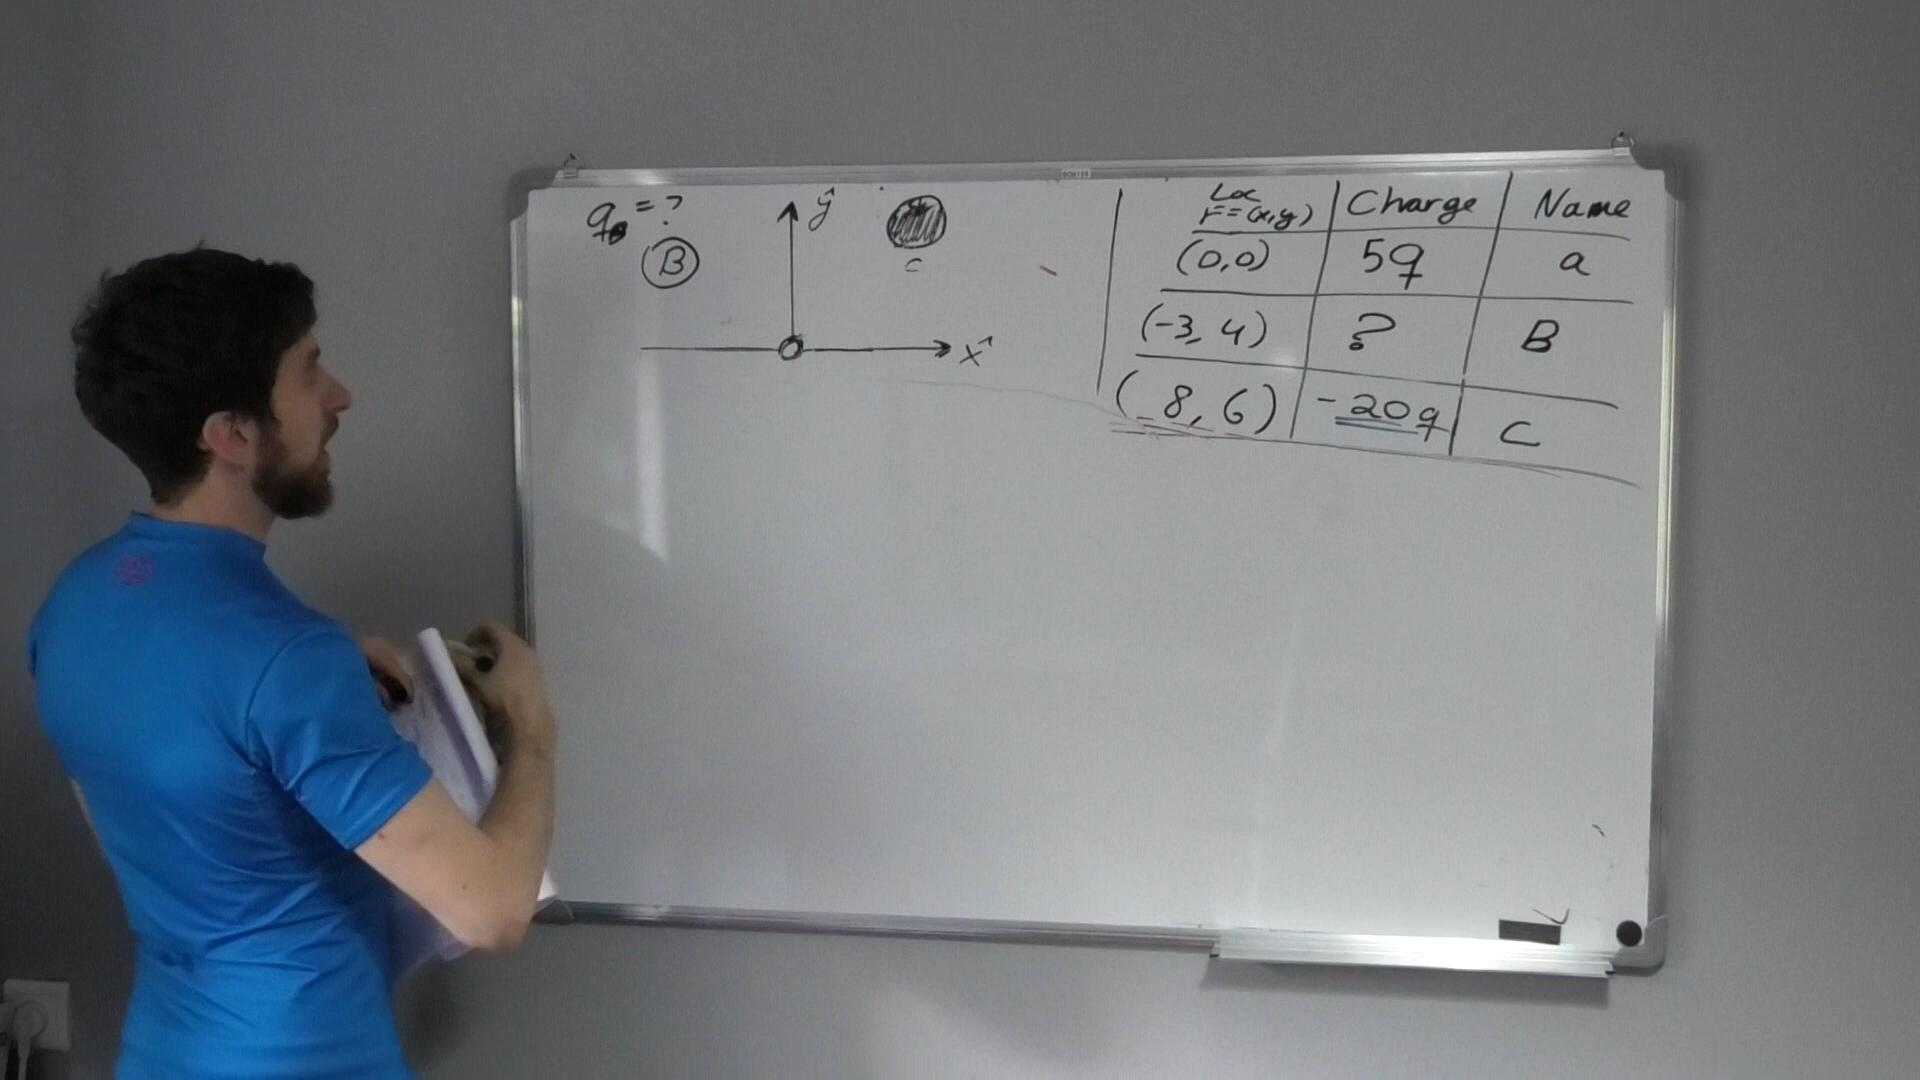 q_B = ?
B
ŷ
C
x̂
Loc Charge Name
r=(x,y)
(0,0) 5q a
(-3, 4) ? B
(8, 6) -20q C